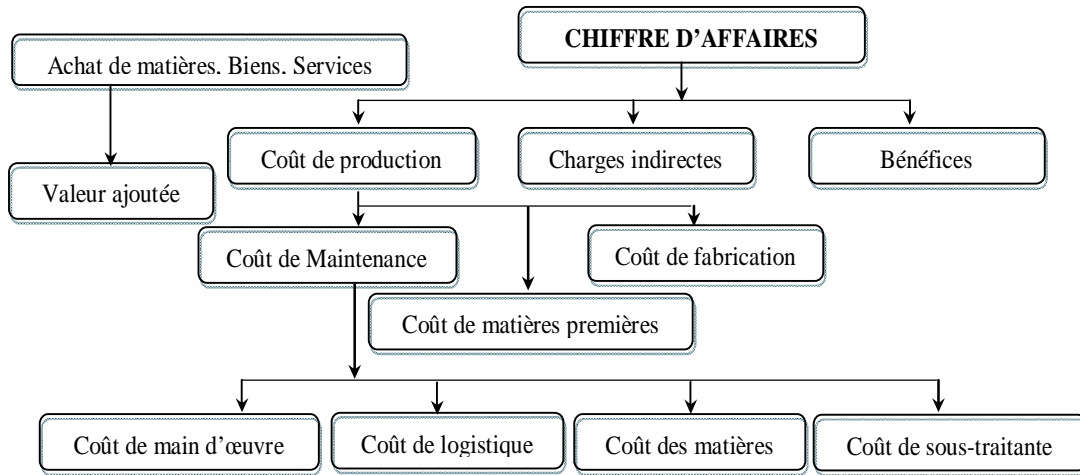 CHIFFRE D’AFFAIRES
Achat de matières. Biens. Services
Coût de production
Charges indirectes
Bénéfices
Valeur ajoutée
Coût de Maintenance
Coût de fabrication
Coût de matières premières
Coût de main d’œuvre
Coût de logistique
Coût des matières
Coût de sous-traitante